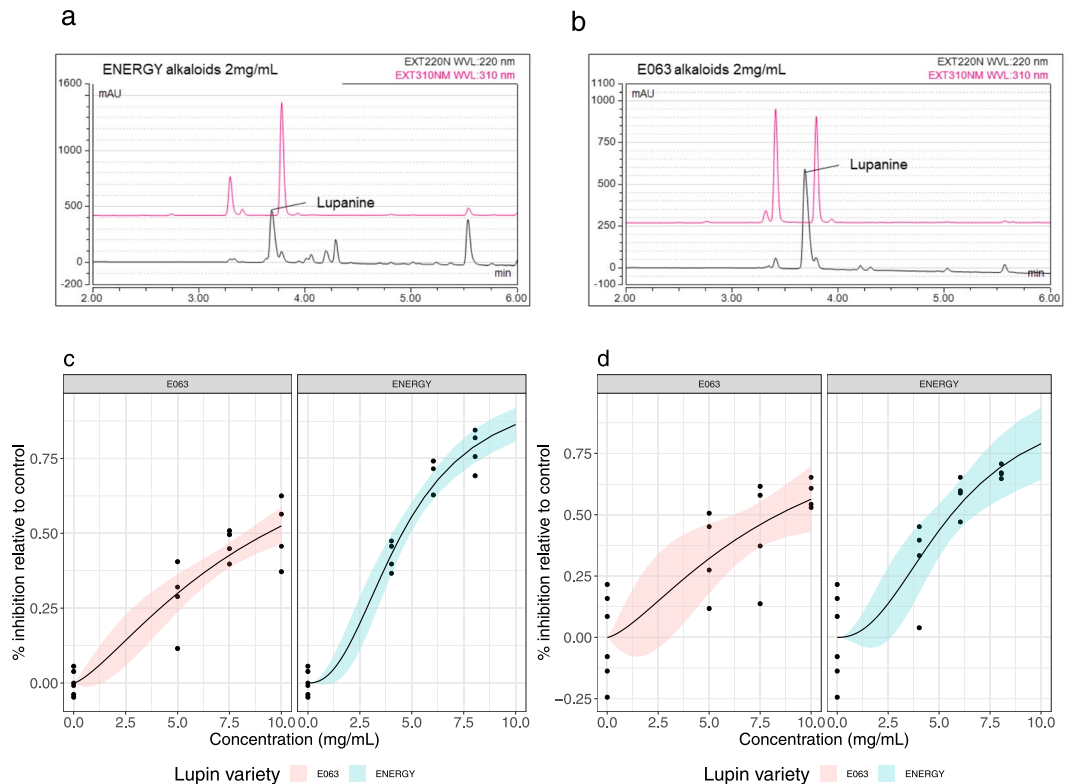 a
ENERGY alkaloids 2mg/mL
EXT220N WVL:220 nm
EXT310NM WVL:310 nm
1600
mAU
1000
500
0
-200
Lupanine
min
2.00 3.00 4.00 5.00 6.00
b
E063 alkaloids 2mg/mL
EXT220N WVL:220 nm
EXT310NM WVL:310 nm
1100
mAU
1000
750
500
250
0
-100
Lupanine
min
2.00 3.00 4.00 5.00 6.00
c
E063 ENERGY
% inhibition relative to control
0.75
0.50
0.25
0.00
0.0 2.5 5.0 7.5 10.0 0.0 2.5 5.0 7.5 10.0
Concentration (mg/mL)
Lupin variety E063 ENERGY
d
E063 ENERGY
% inhibition relative to control
0.75
0.50
0.25
0.00
−0.25
0.0 2.5 5.0 7.5 10.0 0.0 2.5 5.0 7.5 10.0
Concentration (mg/mL)
Lupin variety E063 ENERGY